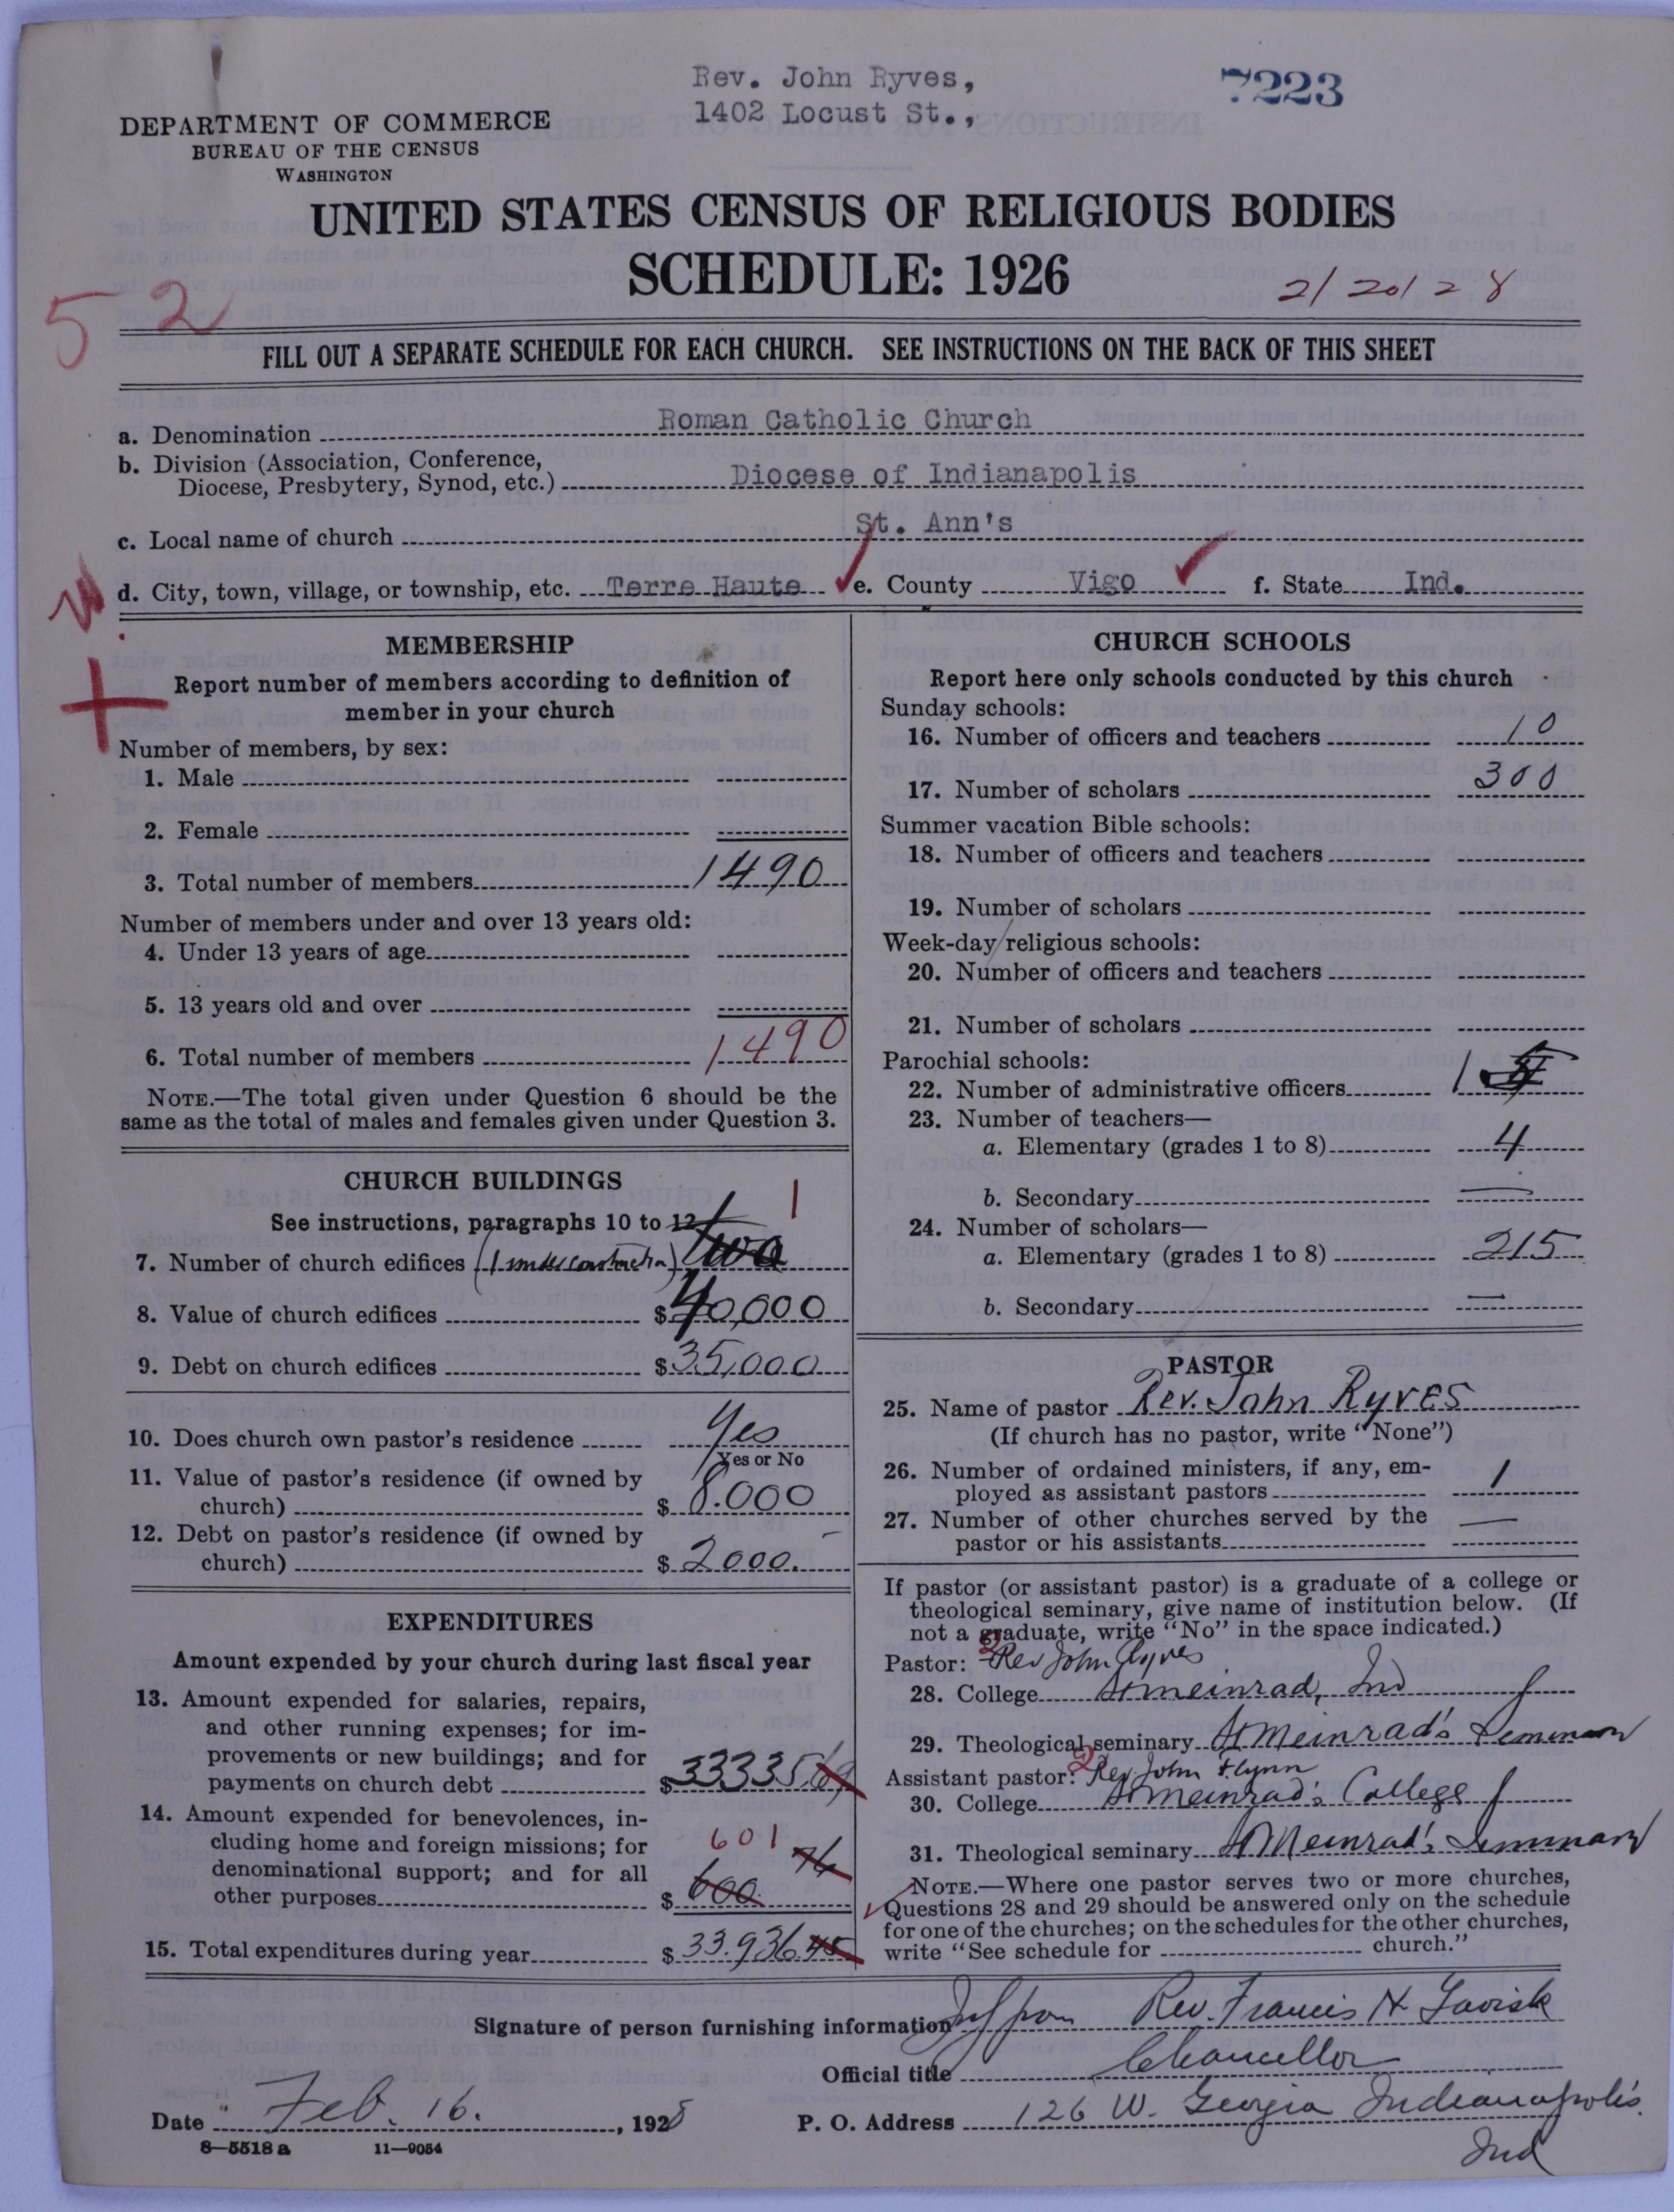 Rev. John Ryves,
1402 Locust St.,
7223
DEPARTMENT OF COMMERCE
BUREAU OF THE CENSUS
WASHINGTON
UNITED STATES CENSUS OF RELIGIOUS BODIES
SCHEDULE: 1926
2/20/28
52
FILL OUT A SEPARATE SCHEDULE FOR EACH CHURCH. SEE INSTRUCTIONS ON THE BACK OF THIS SHEET
a. Denomination Roman Catholic Church
b. Division (Association, Conference,
Diocese, Presbytery, Synod, etc.) Diocese of Indianapolis
c. Local name of church St. Ann's
d. City, town, village, or township, etc. Terre Haute e. County Vigo f. State Ind.
MEMBERSHIP
Report number of members according to definition of
member in your church
Number of members, by sex:
1. Male
2. Female
3. Total number of members 1490
Number of members under and over 13 years old:
4. Under 13 years of age
5. 13 years old and over
6. Total number of members 1490
NOTE.—The total given under Question 6 should be the
same as the total of males and females given under Question 3.
CHURCH BUILDINGS
See instructions, paragraphs 10 to 12
1
7. Number of church edifices (1 under construction) two
8. Value of church edifices $40,000
9. Debt on church edifices $35,000
10. Does church own pastor's residence Yes
Yes or No
11. Value of pastor's residence (if owned by
church) $ 8.000
12. Debt on pastor's residence (if owned by
church) $ 2000.
EXPENDITURES
Amount expended by your church during last fiscal year
13. Amount expended for salaries, repairs,
and other running expenses; for im-
provements or new buildings; and for
payments on church debt $33335.69
14. Amount expended for benevolences, in-
cluding home and foreign missions; for 601
denominational support; and for all 76
other purposes $ 600.
15. Total expenditures during year $ 33.936.45
CHURCH SCHOOLS
Report here only schools conducted by this church
Sunday schools:
16. Number of officers and teachers 10
17. Number of scholars 300
Summer vacation Bible schools:
18. Number of officers and teachers
19. Number of scholars
Week-day religious schools:
20. Number of officers and teachers
21. Number of scholars
Parochial schools:
22. Number of administrative officers 1
23. Number of teachers—
a. Elementary (grades 1 to 8) 4
b. Secondary —
24. Number of scholars—
a. Elementary (grades 1 to 8) 215
b. Secondary —
PASTOR
25. Name of pastor Rev. John Ryves
(If church has no pastor, write "None")
26. Number of ordained ministers, if any, em-
ployed as assistant pastors 1
27. Number of other churches served by the
pastor or his assistants —
If pastor (or assistant pastor) is a graduate of a college or
theological seminary, give name of institution below. (If
not a graduate, write "No" in the space indicated.)
Pastor: 2 Rev John Ryves
28. College St Meinrad, Ind
29. Theological seminary St Meinrad's Seminary
Assistant pastor: 2 Rev. John Flynn
30. College St Meinrad's College
31. Theological seminary St Meinrad's Seminary
NOTE.—Where one pastor serves two or more churches,
Questions 28 and 29 should be answered only on the schedule
for one of the churches; on the schedules for the other churches,
write "See schedule for church."
Signature of person furnishing information Rev. Francis H Gavisk
Official title Chancellor
Date Feb. 16. , 1928
P. O. Address 126 W. Georgia Indianapolis
Ind
8—5518 a 11—9054